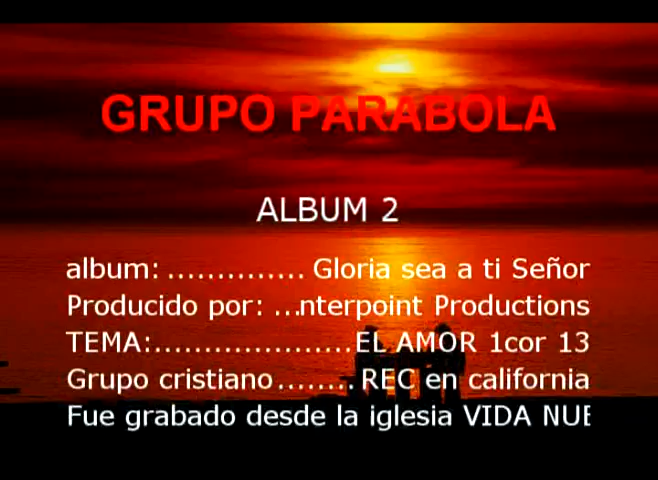 GRUPO PARABOLA
ALBUM 2
album: .............. Gloria sea a ti Señor
Producido por: ...nterpoint Productions
TEMA:....................EL AMOR 1cor 13
Grupo cristiano........REC en california
Fue grabado desde la iglesia VIDA NUE